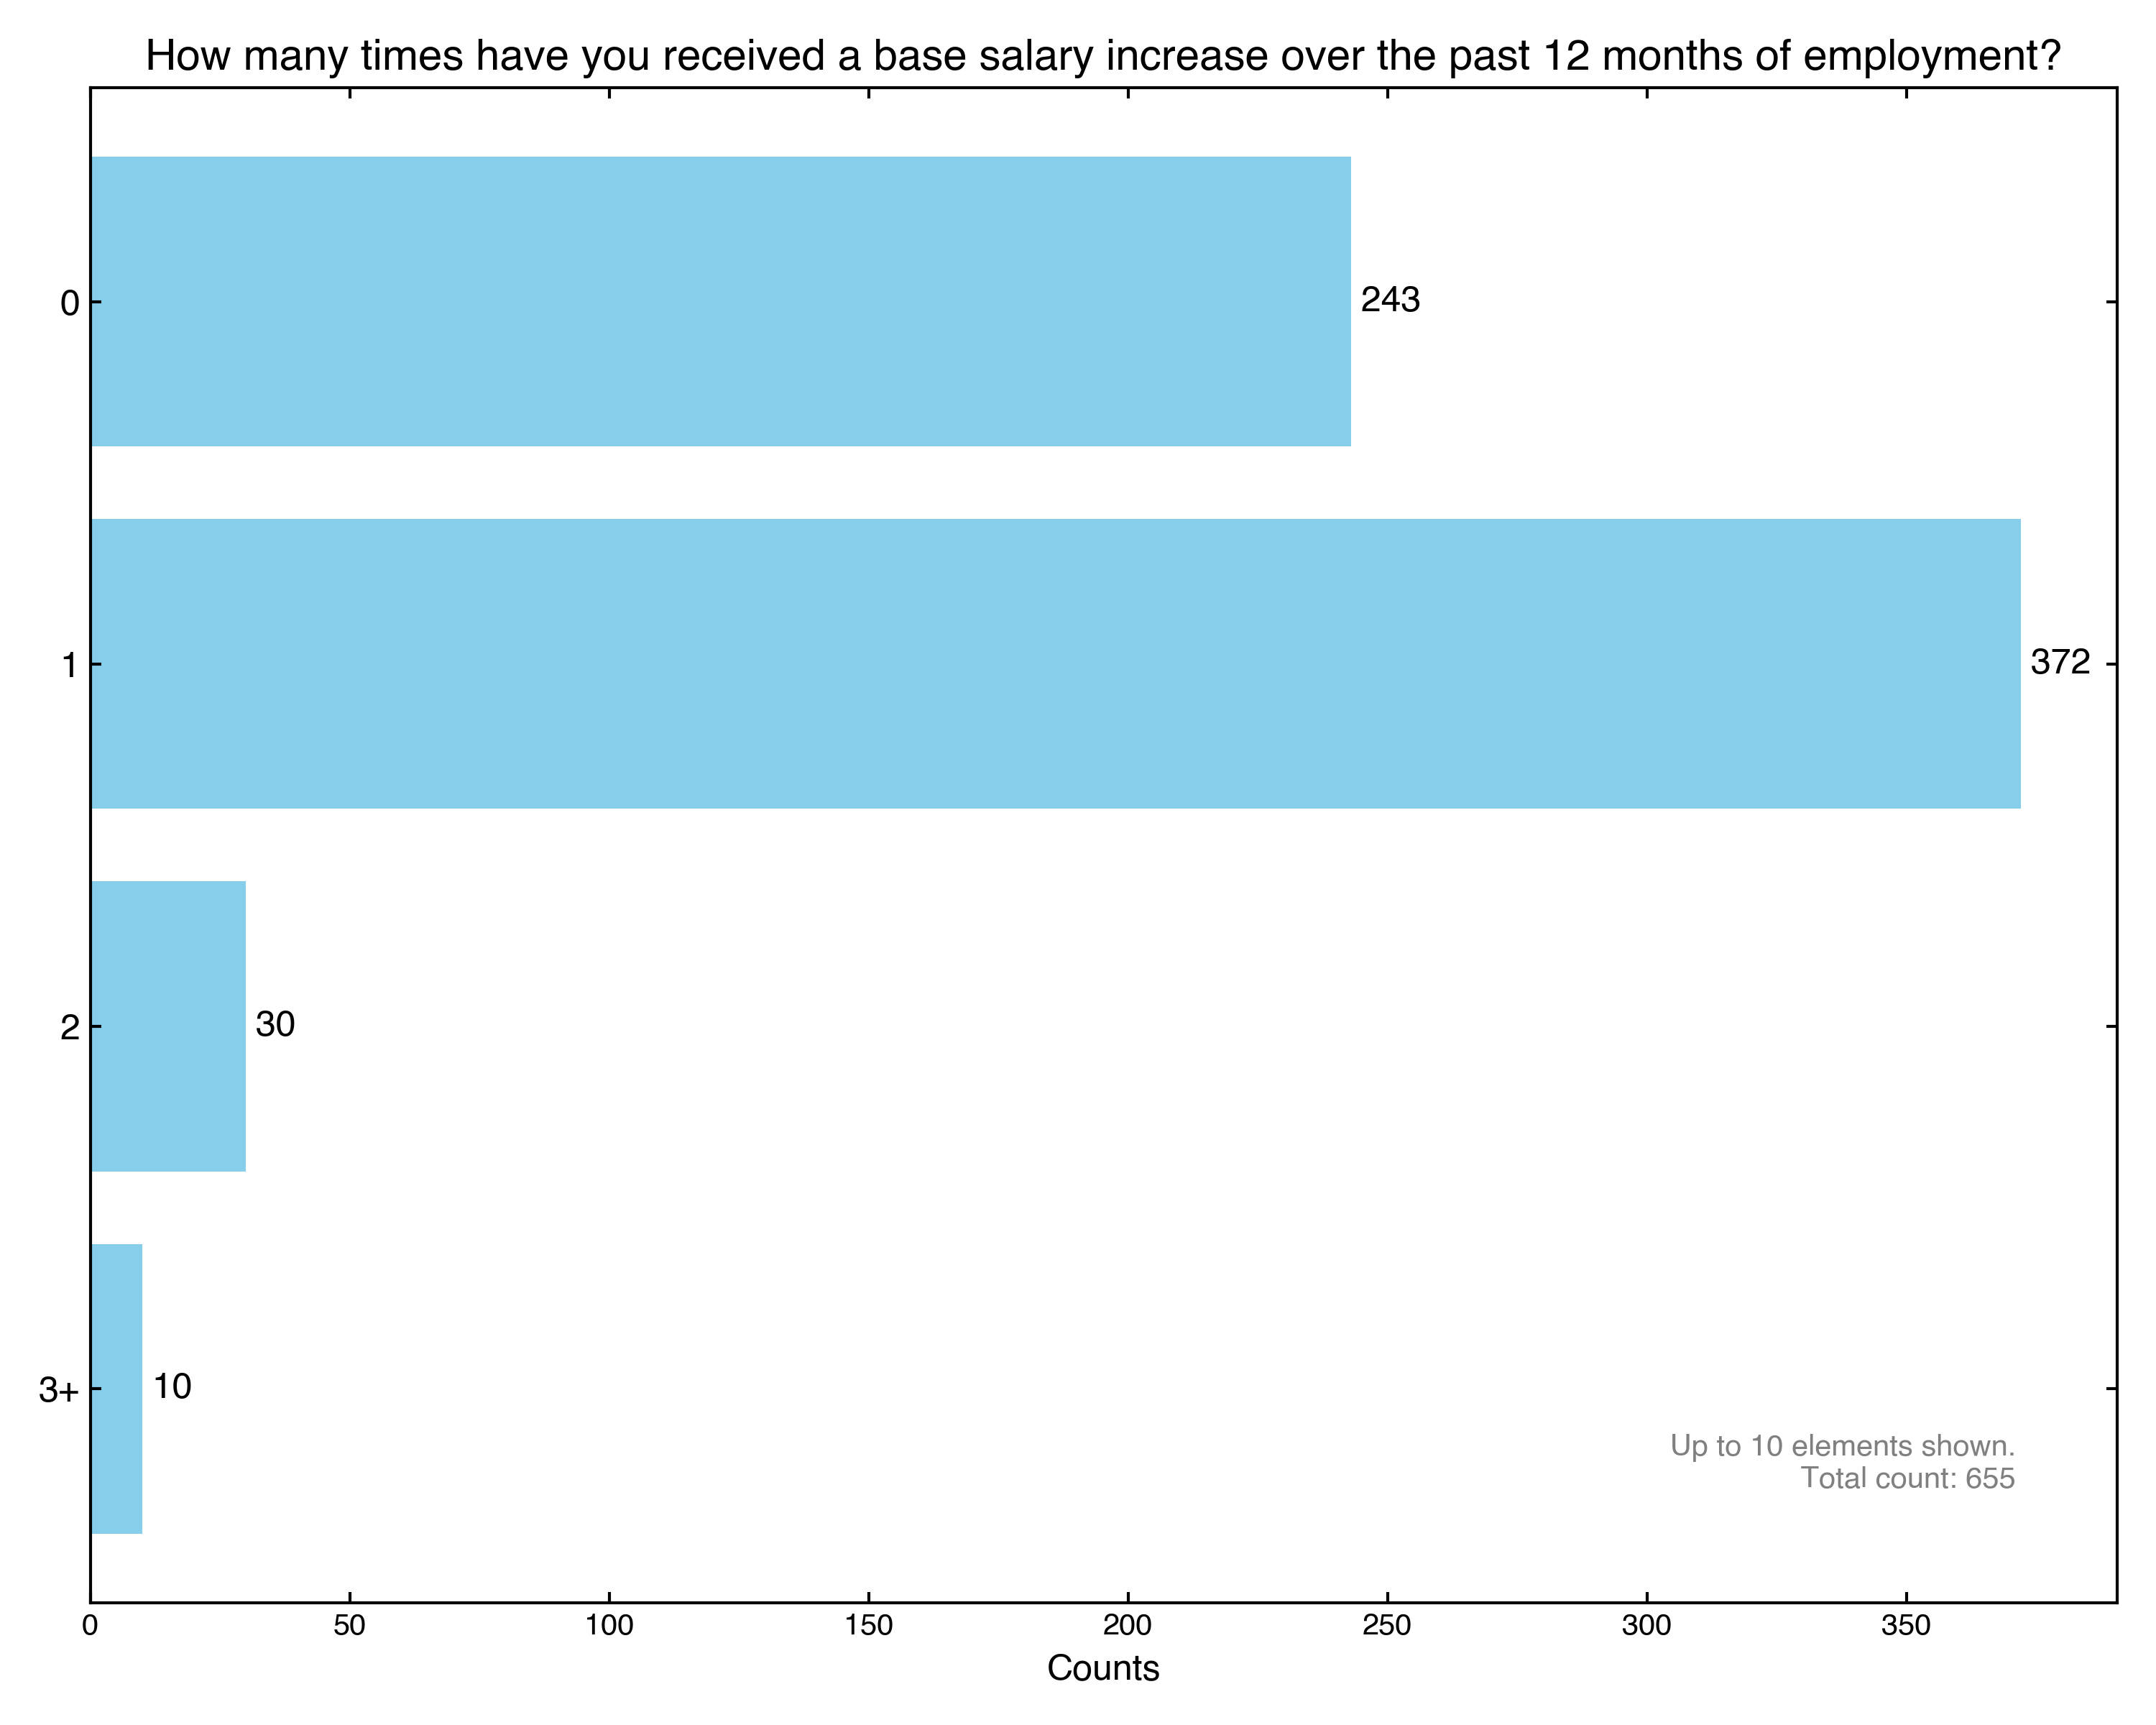 How many times have you received a base salary increase over the past 12 months of employment?
0
243
1
372
2
30
3+
10
Up to 10 elements shown.
Total count: 655
0 50 100 150 200 250 300 350
Counts